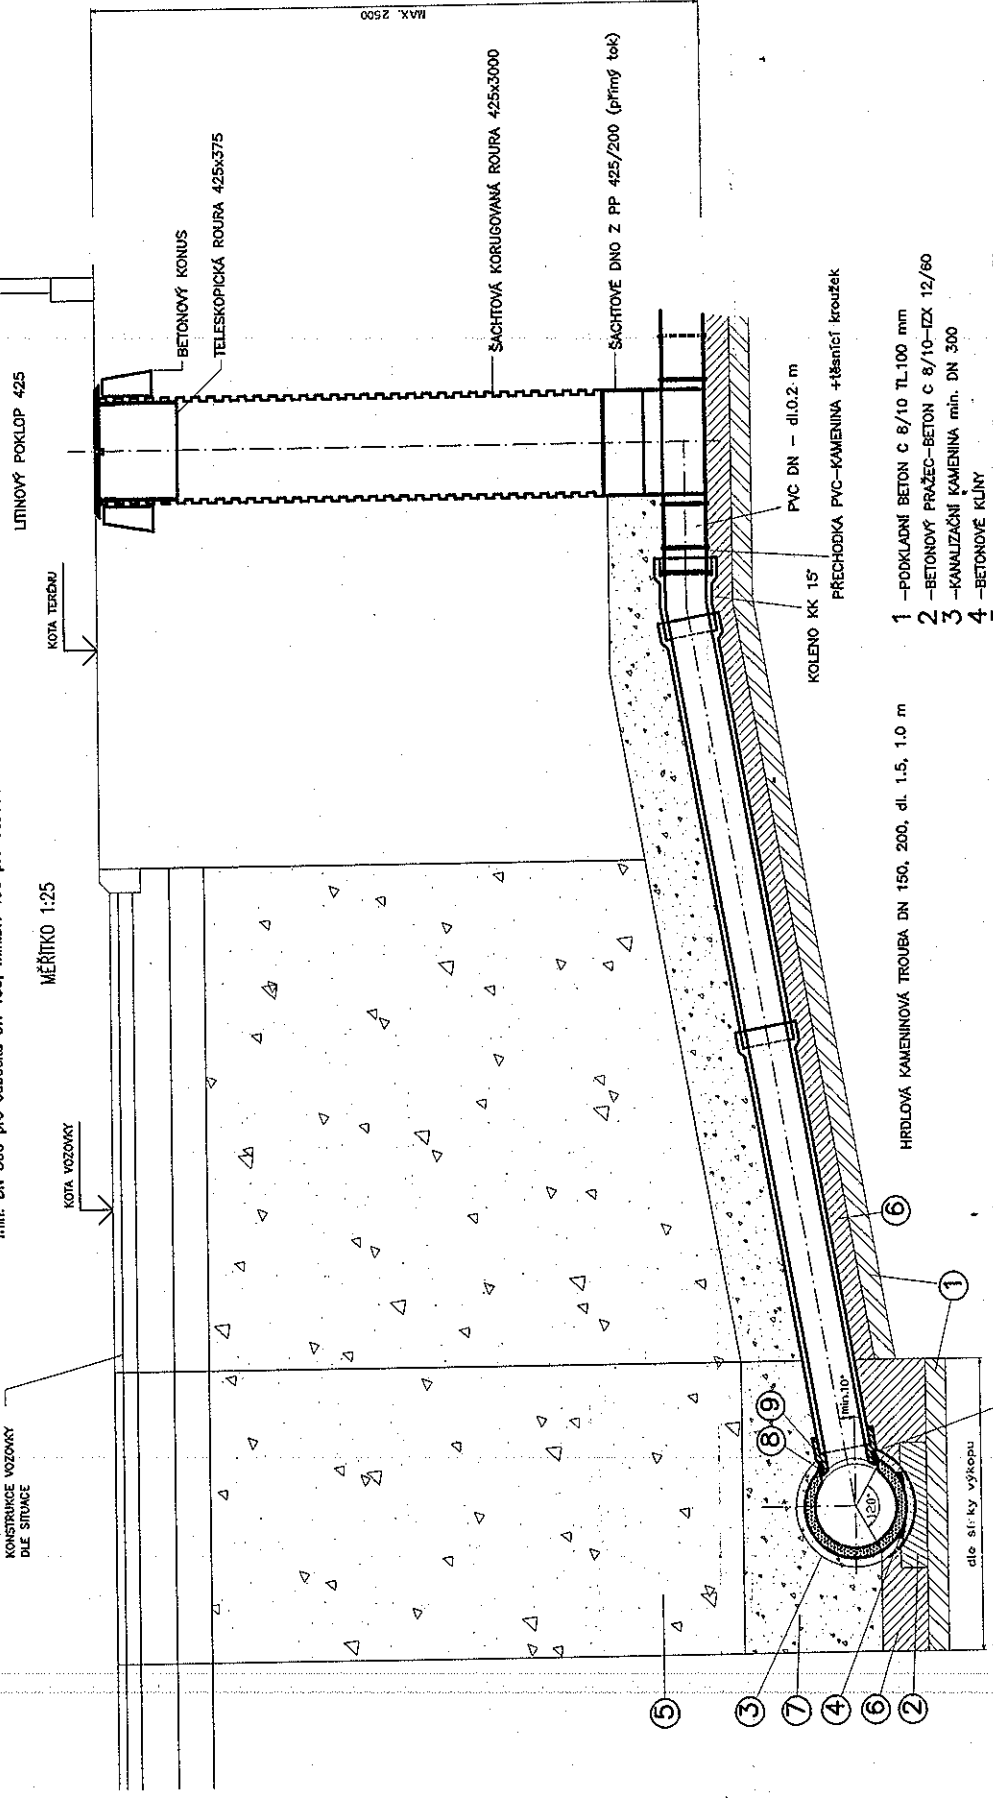 MĚŘÍTKO 1:25
LITINOVÝ POKLOP 425
KONSTRUKCE VOZOVKY
DLE SITUACE
KOTA VOZOVKY
KOTA TERÉNU
BETONOVÝ KONUS
TELESKOPICKÁ ROURA 425x375
MAX. 2500
ŠACHTOVÁ KORUGOVANÁ ROURA 425x3000
ŠACHTOVÉ DNO Z PP 425/200 (přímý tok)
PVC DN – dl.0.2 m
PŘECHODKA PVC–KAMENINA +těsnící kroužek
KOLENO KK 15°
HRDLOVÁ KAMENINOVÁ TROUBA DN 150, 200, dl. 1.5, 1.0 m
5
3
7
4
6
2
8
9
min.10°
120°
6
1
dle šířky výkopu
1 –PODKLADNÍ BETON C 8/10 TL.100 mm
2 –BETONOVÝ PRAŽEC–BETON C 8/10–IZX 12/60
3 –KANALIZAČNÍ KAMENINA min. DN 300
4 –BETONOVÉ KLÍNY